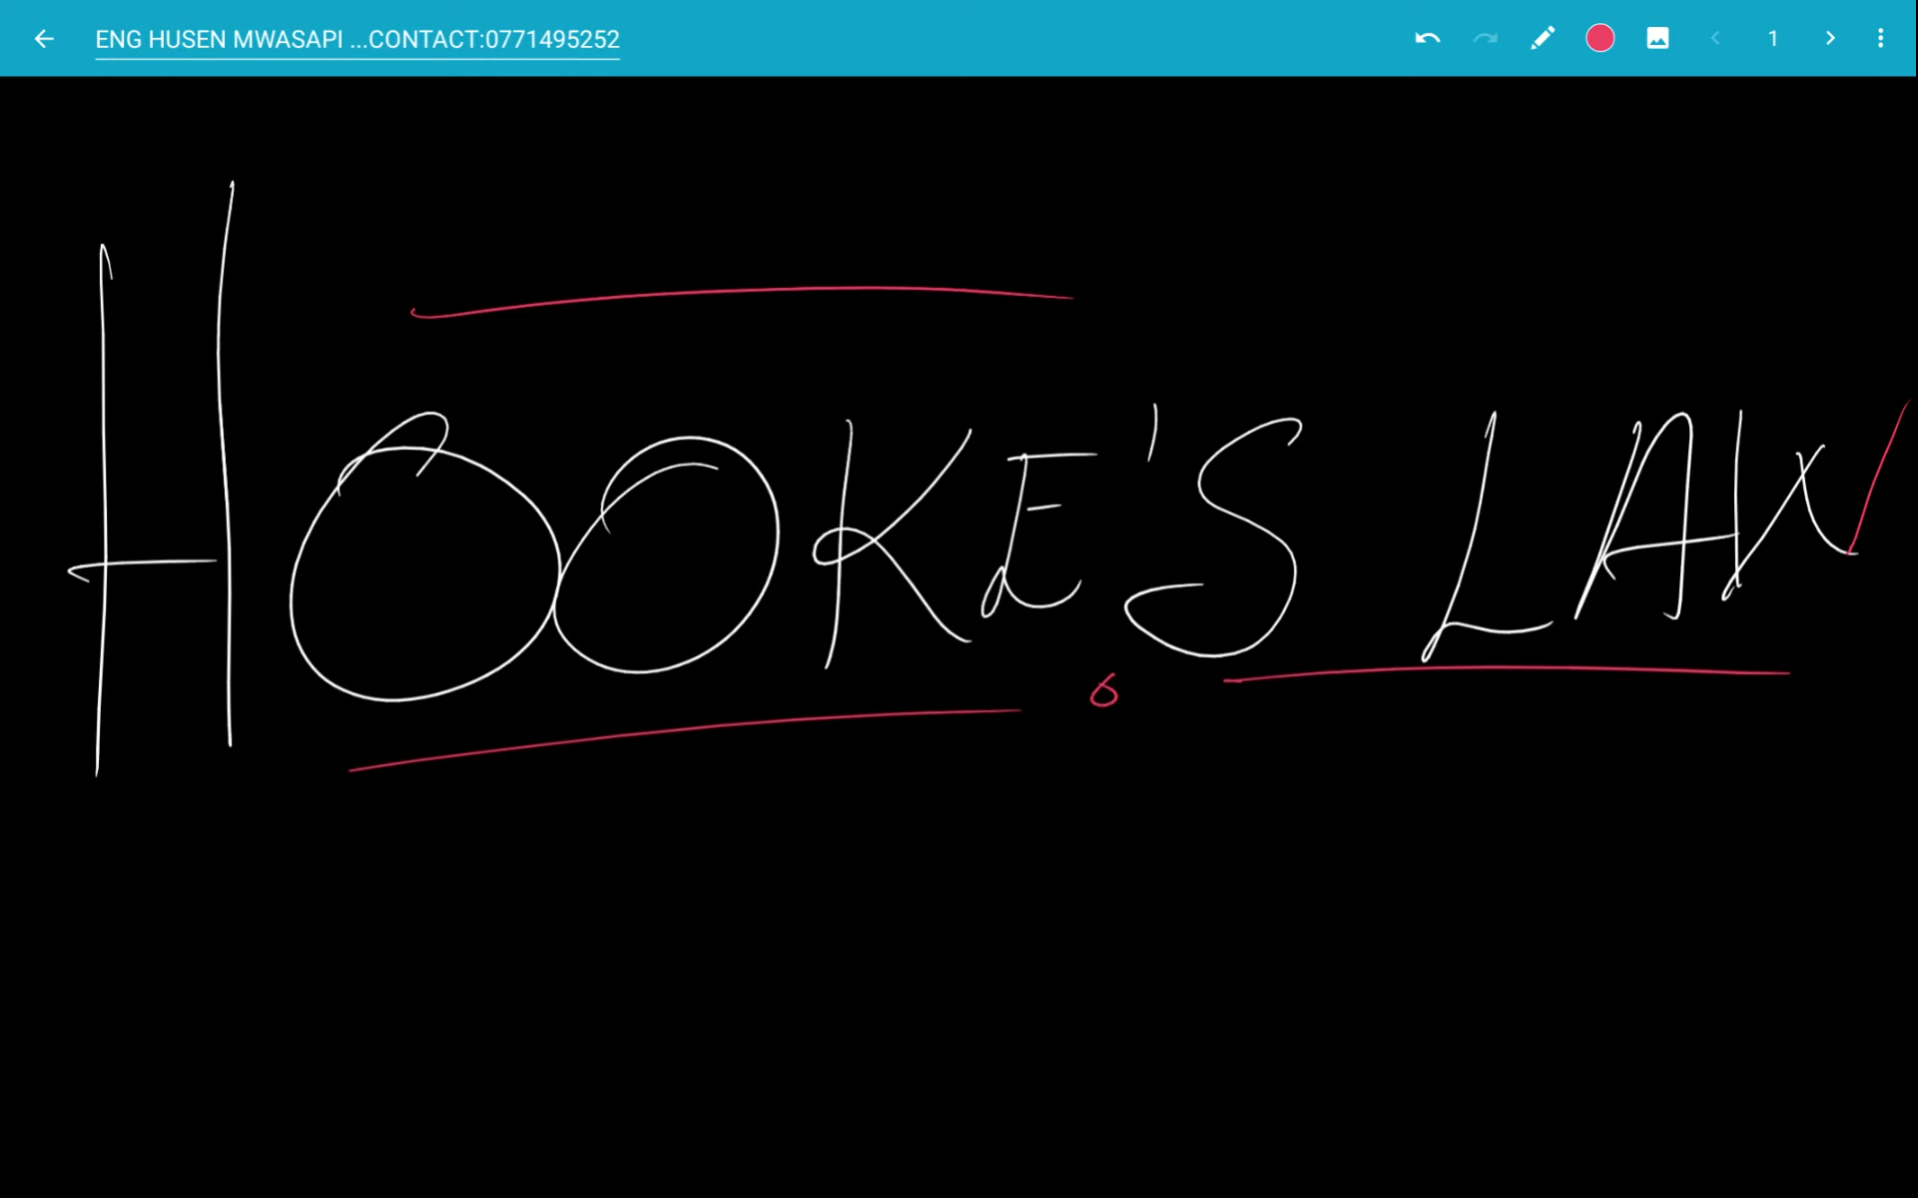 ENG HUSEN MWASAPI ...CONTACT:0771495252
1
HOOKE'S LAW